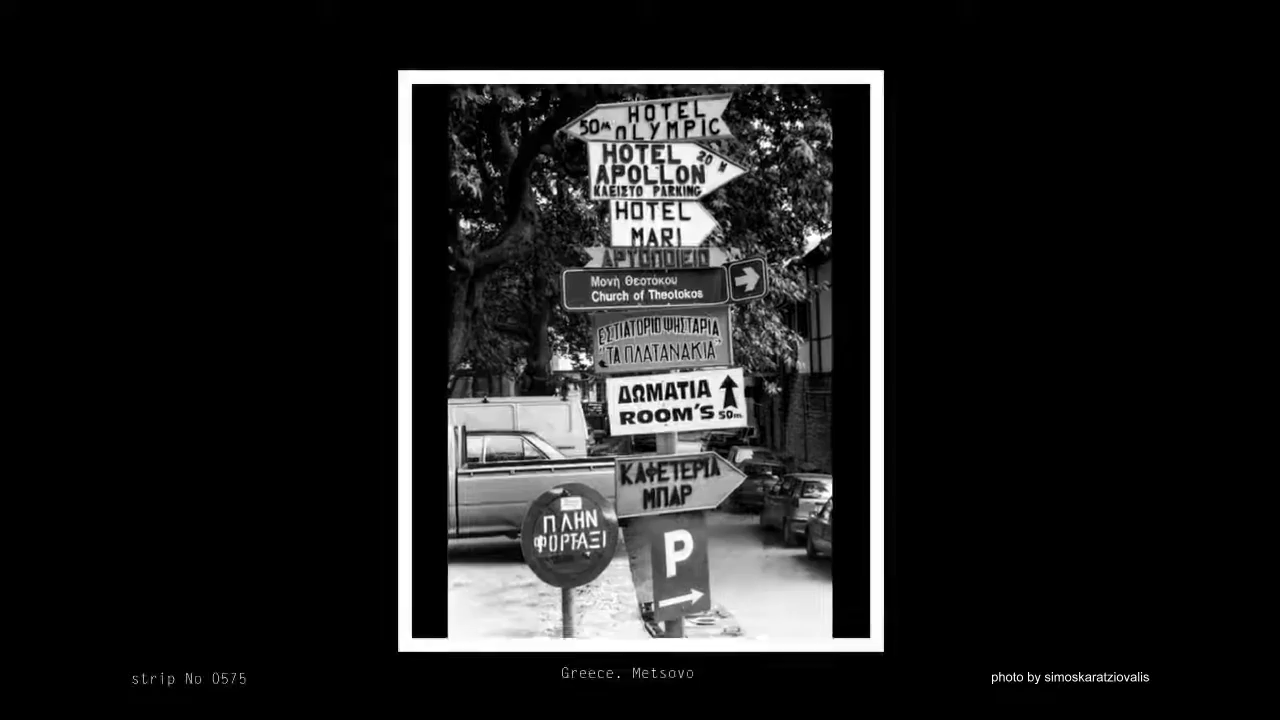 HOTEL
50M OLYMPIC
HOTEL 20 M
APOLLON
ΚΛΕΙΣΤΟ PARKING
HOTEL
MARI
ΑΡΤΟΠΟΙΕΙΟ
Μονή Θεοτόκου
Church of Theotokos
ΕΣΤΙΑΤΟΡΙΟ ΨΗΣΤΑΡΙΑ
"ΤΑ ΠΛΑΤΑΝΑΚΙΑ"
ΔΩΜΑΤΙΑ
ROOM'S 50m.
ΚΑΦΕΤΕΡΙΑ
ΜΠΑΡ
ΠΛΗΝ
ΦΟΡΤΑΞΙ
P
strip No 0575
Greece. Metsovo
photo by simoskaratziovalis